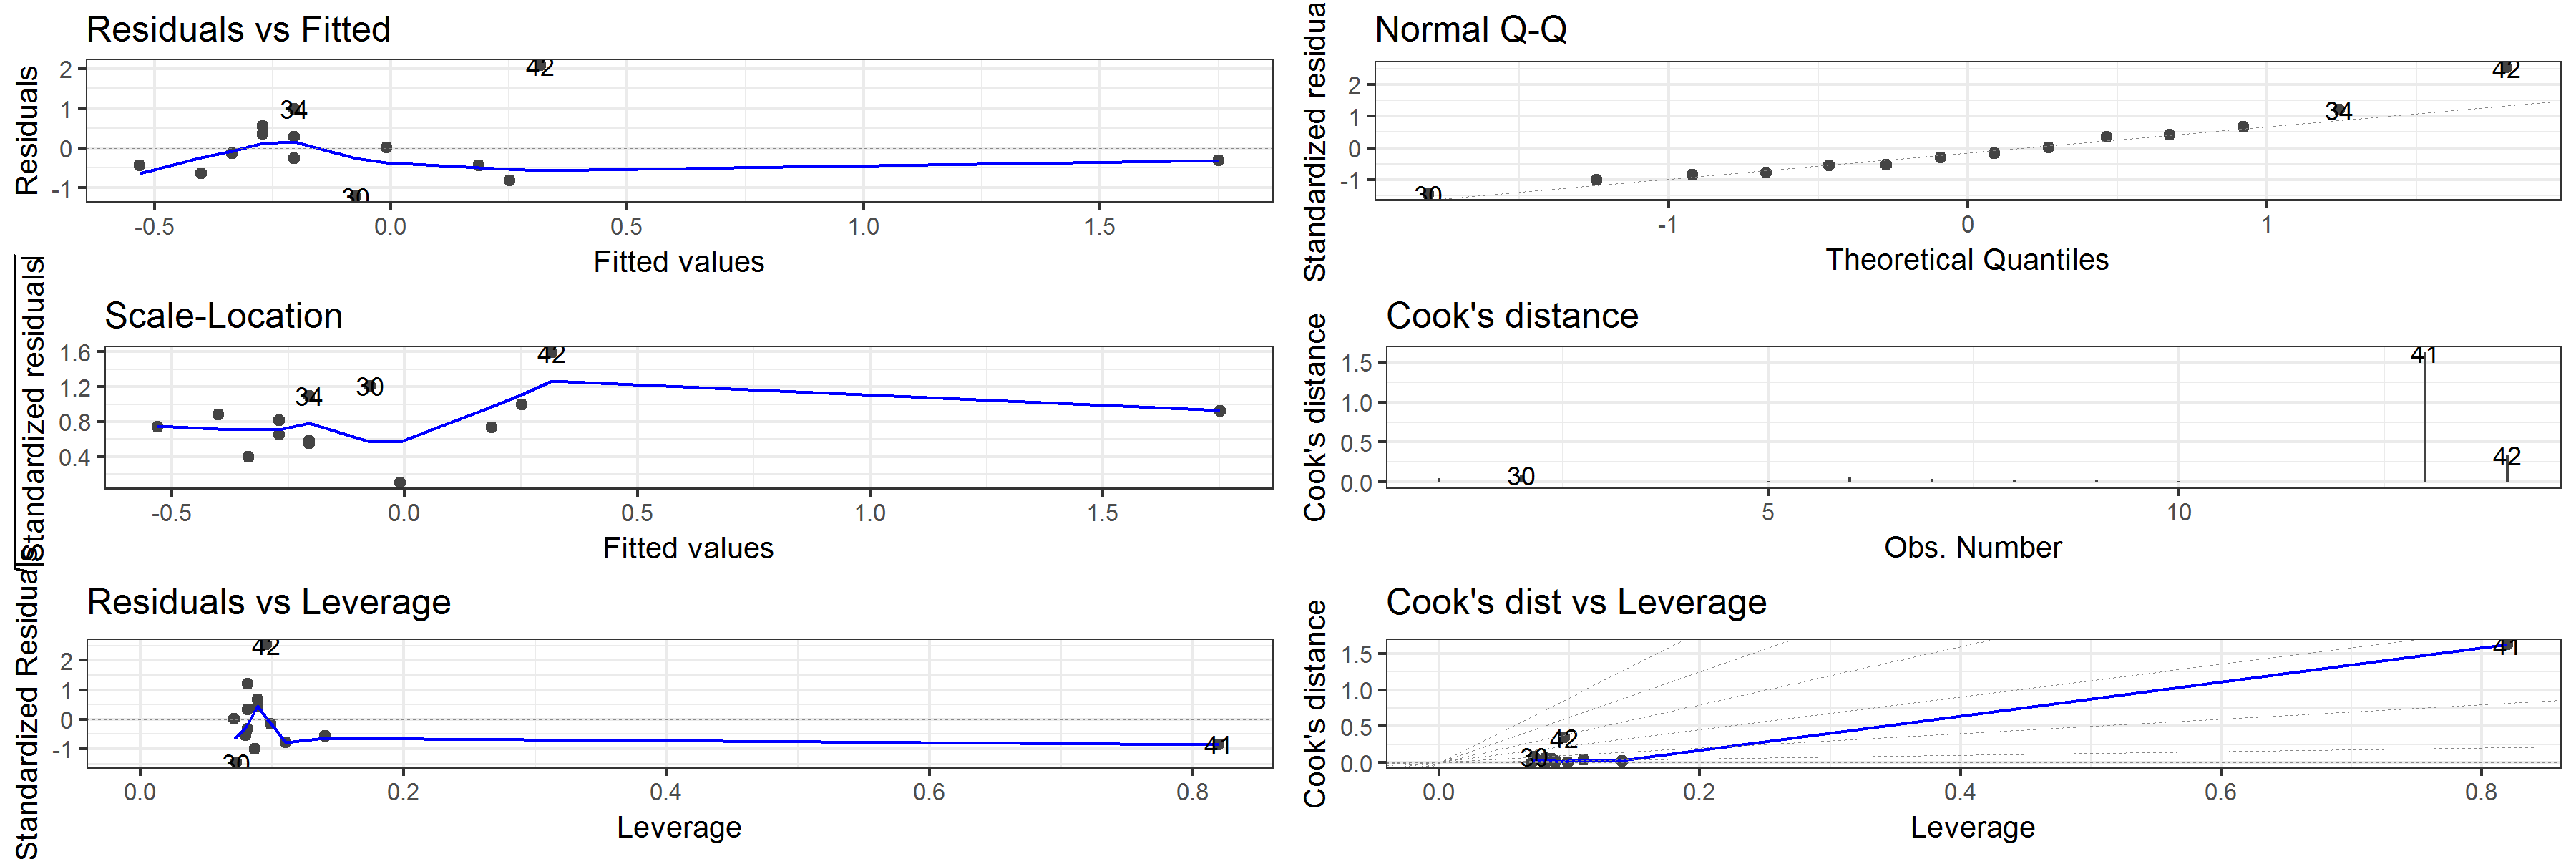 Residuals vs Fitted
Residuals
2
1
0
-1
42
34
30
-0.5 0.0 0.5 1.0 1.5
Fitted values
Normal Q-Q
Standardized residua
2
1
0
-1
42
34
30
-1 0 1
Theoretical Quantiles
Scale-Location
√|Standardized residuals|
1.6
1.2
0.8
0.4
42
30
34
-0.5 0.0 0.5 1.0 1.5
Fitted values
Cook's distance
Cook's distance
1.5
1.0
0.5
0.0
41
42
30
5 10
Obs. Number
Residuals vs Leverage
Standardized Residuals
2
1
0
-1
42
41
30
0.0 0.2 0.4 0.6 0.8
Leverage
Cook's dist vs Leverage
Cook's distance
1.5
1.0
0.5
0.0
41
42
30
0.0 0.2 0.4 0.6 0.8
Leverage